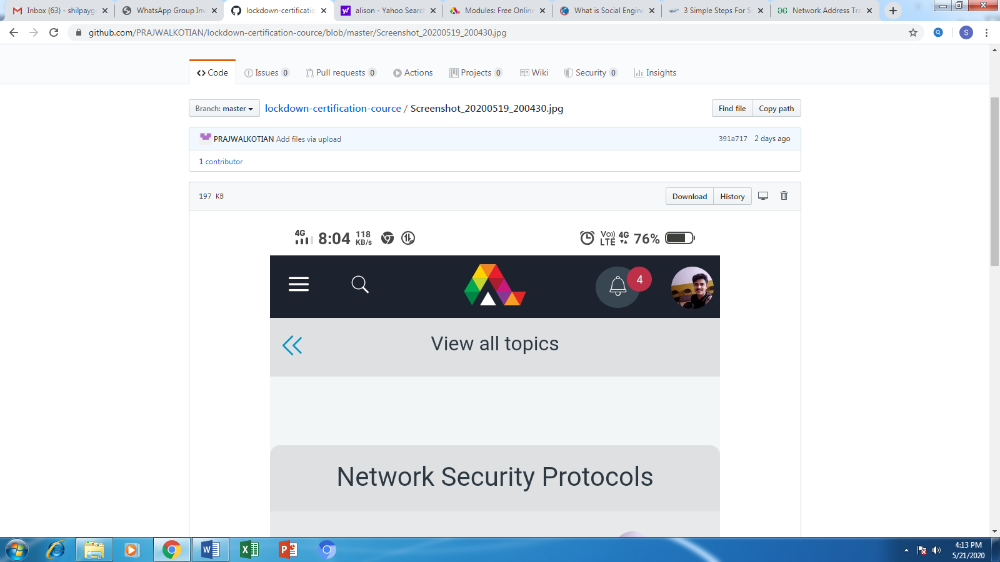 Inbox (63) - shilpayg
WhatsApp Group Inv
lockdown-certificatio
alison - Yahoo Search
Modules: Free Online
What is Social Engine
3 Simple Steps For S
Network Address Tra
github.com/PRAJWALKOTIAN/lockdown-certification-cource/blob/master/Screenshot_20200519_200430.jpg
S
Code
Issues 0
Pull requests 0
Actions
Projects 0
Wiki
Security 0
Insights
Branch: master
lockdown-certification-cource / Screenshot_20200519_200430.jpg
Find file
Copy path
PRAJWALKOTIAN Add files via upload
391a717 2 days ago
1 contributor
197 KB
Download
History
4G 8:04 118 KB/s
Vo)) LTE 4G 76%
4
View all topics
Network Security Protocols
4:13 PM
5/21/2020